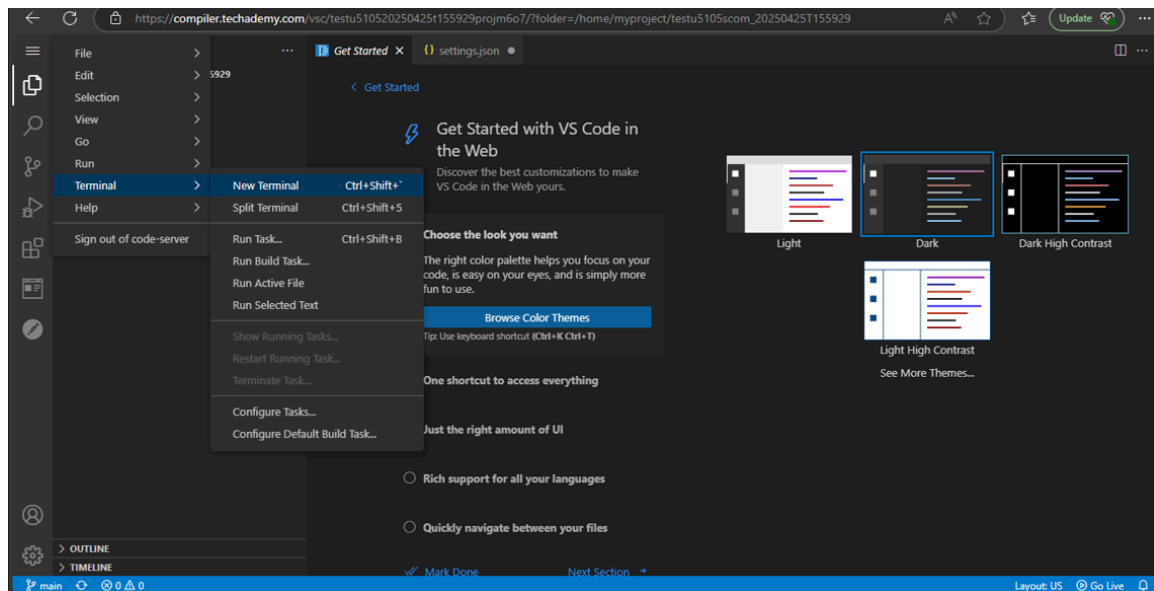 https://compiler.techademy.com/vsc/testu510520250425t155929projm6o7/?folder=/home/myproject/testu5105scom_20250425T155929
Update
File
Edit
Selection
View
Go
Run
Terminal
Help
Sign out of code-server
5929
New Terminal Ctrl+Shift+`
Split Terminal Ctrl+Shift+5
Run Task... Ctrl+Shift+B
Run Build Task...
Run Active File
Run Selected Text
Show Running Tasks...
Restart Running Task...
Terminate Task...
Configure Tasks...
Configure Default Build Task...
Get Started
{} settings.json
< Get Started
Get Started with VS Code in
the Web
Discover the best customizations to make
VS Code in the Web yours.
Choose the look you want
The right color palette helps you focus on your
code, is easy on your eyes, and is simply more
fun to use.
Browse Color Themes
Tip: Use keyboard shortcut (Ctrl+K Ctrl+T)
One shortcut to access everything
Just the right amount of UI
Rich support for all your languages
Quickly navigate between your files
Mark Done Next Section →
Light
Dark
Dark High Contrast
Light High Contrast
See More Themes...
OUTLINE
TIMELINE
main 0 0
Layout: US Go Live